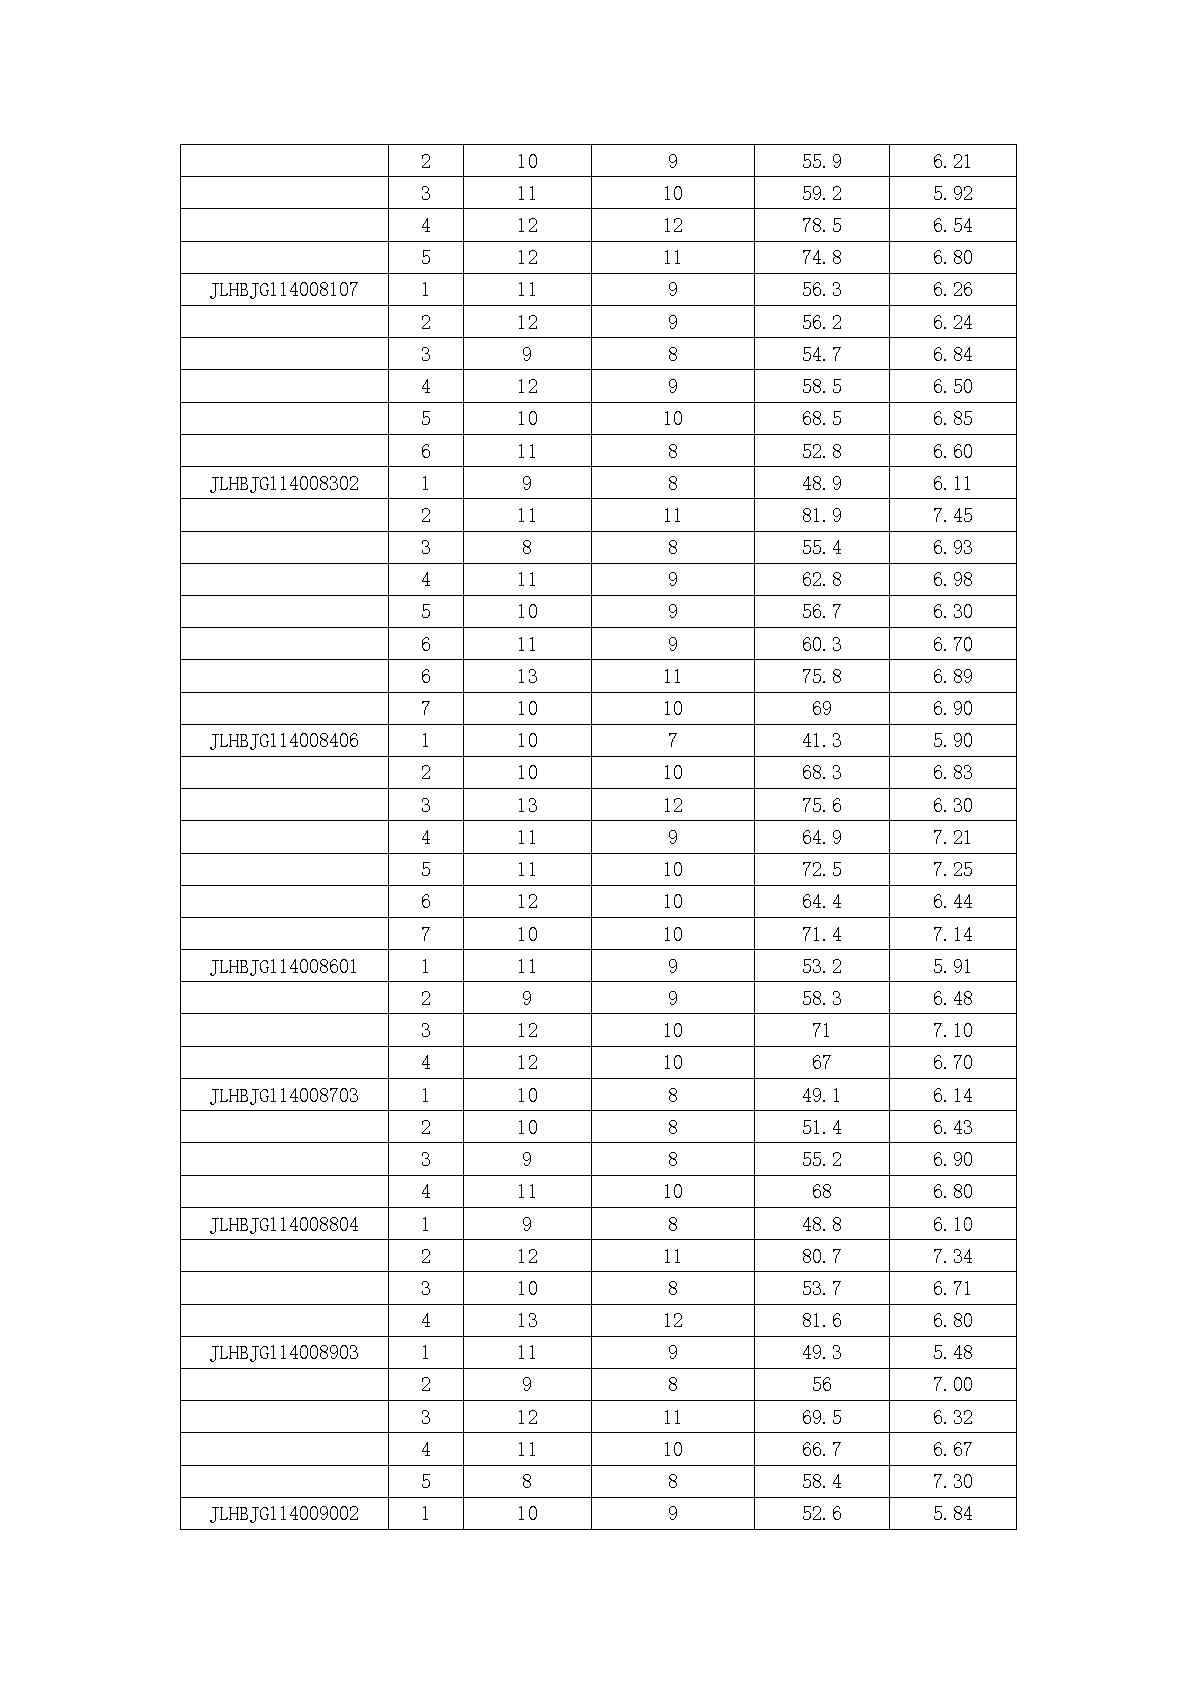 2 10 9 55.9 6.21
3 11 10 59.2 5.92
4 12 12 78.5 6.54
5 12 11 74.8 6.80
JLHBJG114008107 1 11 9 56.3 6.26
2 12 9 56.2 6.24
3 9 8 54.7 6.84
4 12 9 58.5 6.50
5 10 10 68.5 6.85
6 11 8 52.8 6.60
JLHBJG114008302 1 9 8 48.9 6.11
2 11 11 81.9 7.45
3 8 8 55.4 6.93
4 11 9 62.8 6.98
5 10 9 56.7 6.30
6 11 9 60.3 6.70
6 13 11 75.8 6.89
7 10 10 69 6.90
JLHBJG114008406 1 10 7 41.3 5.90
2 10 10 68.3 6.83
3 13 12 75.6 6.30
4 11 9 64.9 7.21
5 11 10 72.5 7.25
6 12 10 64.4 6.44
7 10 10 71.4 7.14
JLHBJG114008601 1 11 9 53.2 5.91
2 9 9 58.3 6.48
3 12 10 71 7.10
4 12 10 67 6.70
JLHBJG114008703 1 10 8 49.1 6.14
2 10 8 51.4 6.43
3 9 8 55.2 6.90
4 11 10 68 6.80
JLHBJG114008804 1 9 8 48.8 6.10
2 12 11 80.7 7.34
3 10 8 53.7 6.71
4 13 12 81.6 6.80
JLHBJG114008903 1 11 9 49.3 5.48
2 9 8 56 7.00
3 12 11 69.5 6.32
4 11 10 66.7 6.67
5 8 8 58.4 7.30
JLHBJG114009002 1 10 9 52.6 5.84